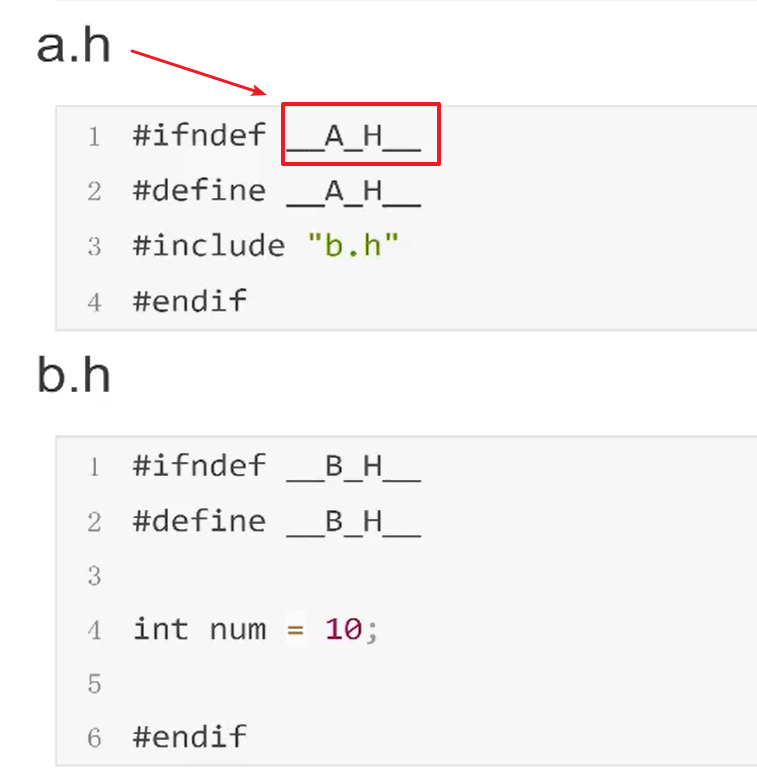 a.h
1 #ifndef __A_H__
2 #define __A_H__
3 #include "b.h"
4 #endif
b.h
1 #ifndef __B_H__
2 #define __B_H__
3
4 int num = 10;
5
6 #endif